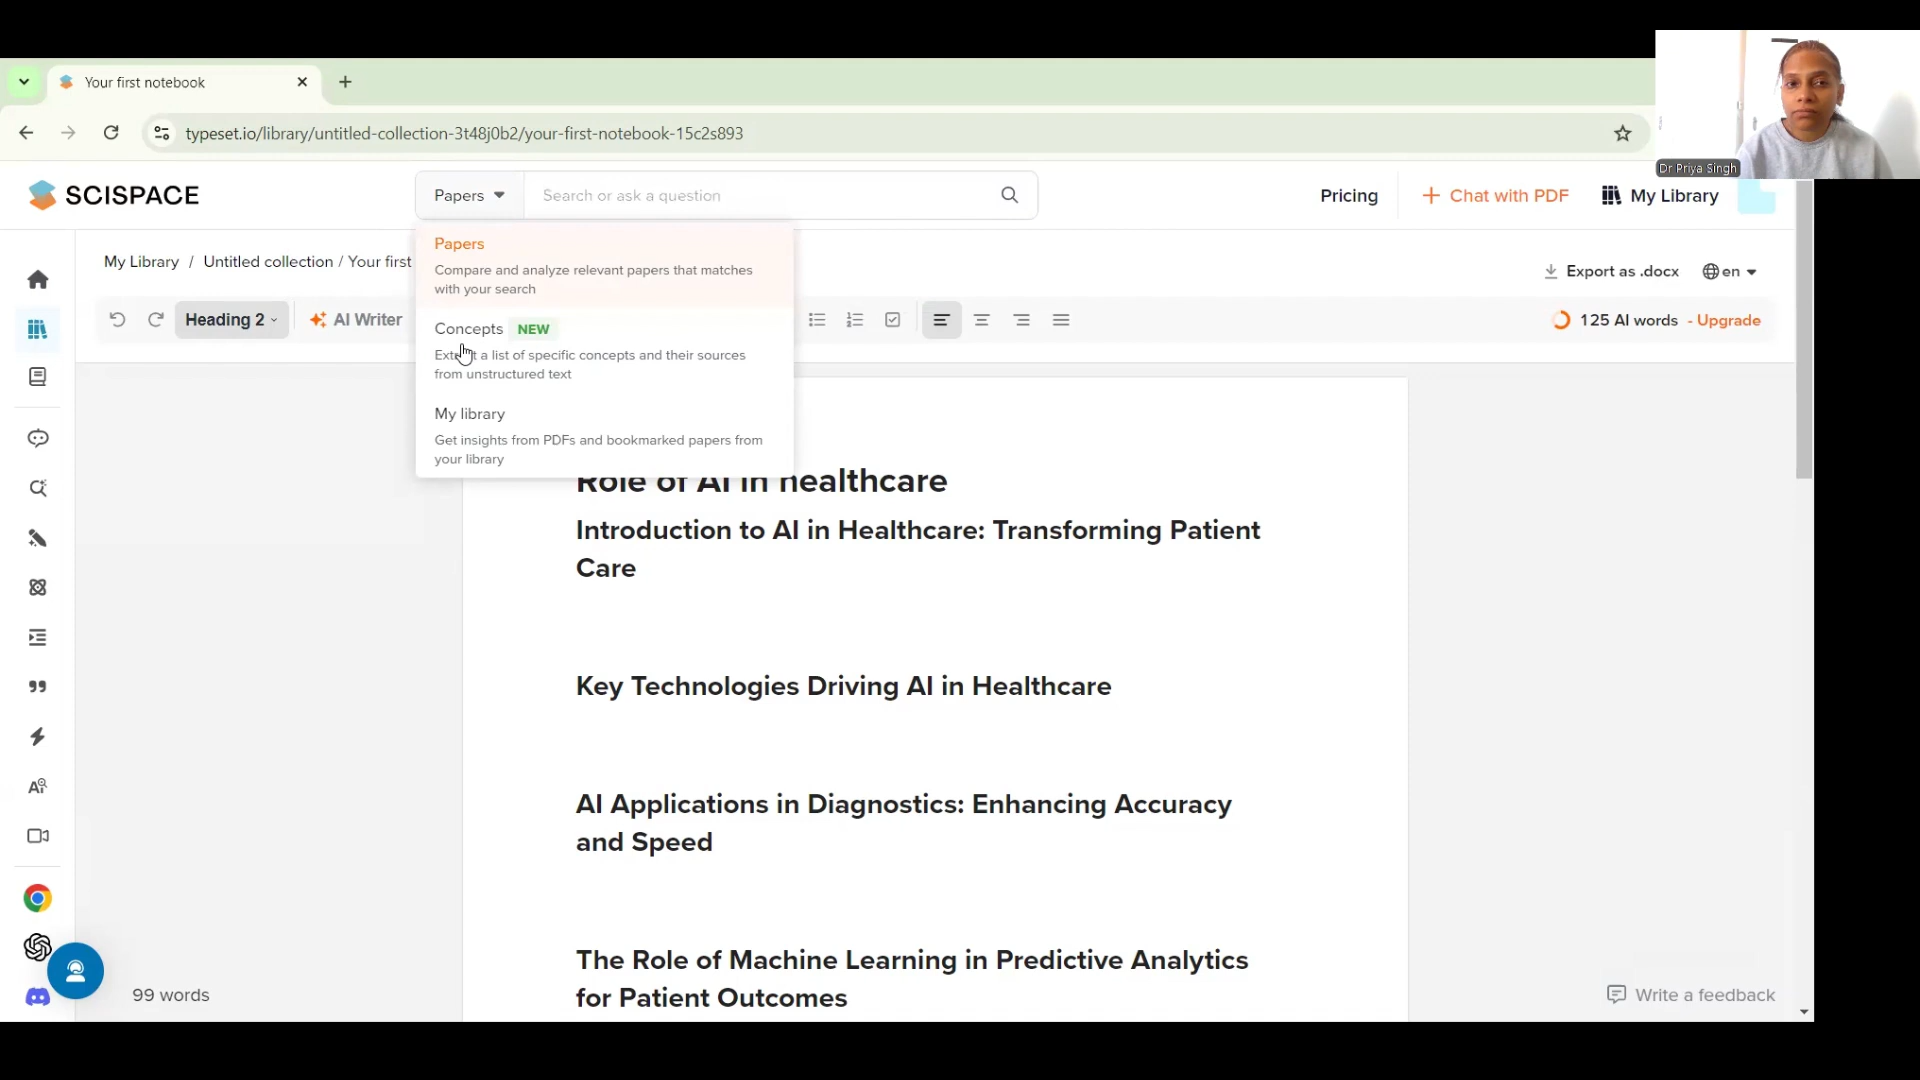 Your first notebook
typeset.io/library/untitled-collection-3t48j0b2/your-first-notebook-15c2s893
Dr Priya Singh
SCISPACE
Papers
Search or ask a question
Pricing
Chat with PDF
My Library
Papers
Compare and analyze relevant papers that matches
with your search
My Library / Untitled collection / Your first
Export as .docx
en
Heading 2
AI Writer
125 AI words - Upgrade
Concepts NEW
a list of specific concepts and their sources
from unstructured text
My library
Get insights from PDFs and bookmarked papers from
your library
Role of AI in healthcare
Introduction to AI in Healthcare: Transforming Patient
Care
Key Technologies Driving AI in Healthcare
AI Applications in Diagnostics: Enhancing Accuracy
and Speed
The Role of Machine Learning in Predictive Analytics
for Patient Outcomes
99 words
Write a feedback